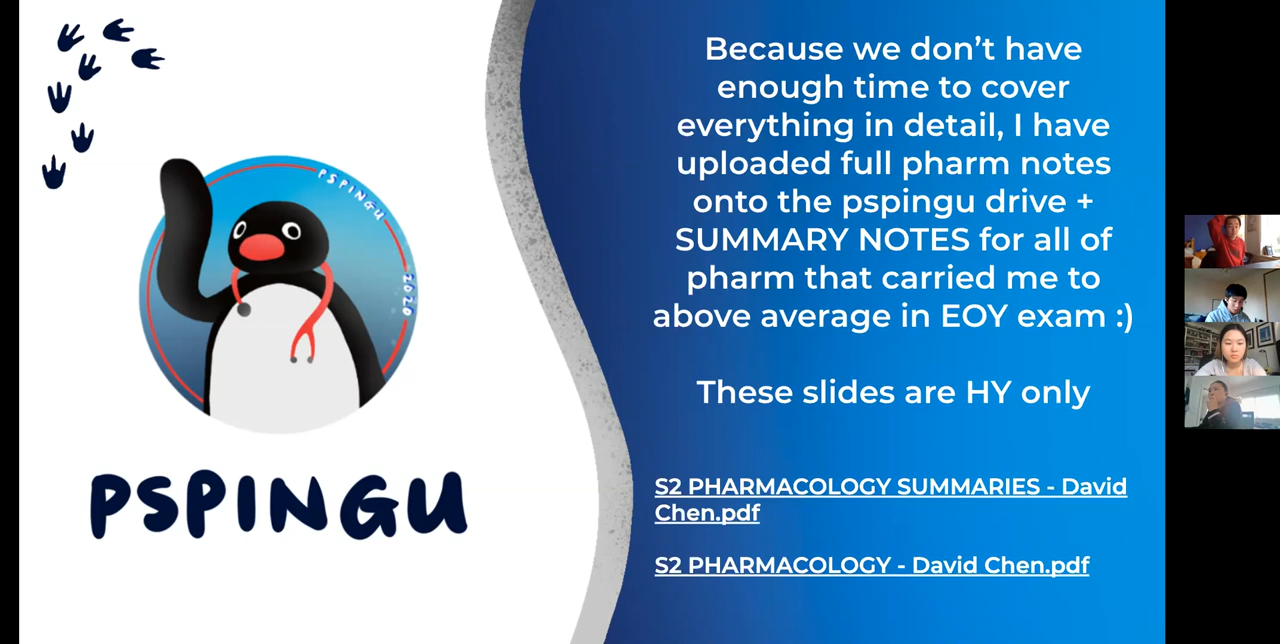 PSPINGU
2020
PSPINGU
Because we don’t have
enough time to cover
everything in detail, I have
uploaded full pharm notes
onto the pspingu drive +
SUMMARY NOTES for all of
pharm that carried me to
above average in EOY exam :)
These slides are HY only
S2 PHARMACOLOGY SUMMARIES - David
Chen.pdf
S2 PHARMACOLOGY - David Chen.pdf